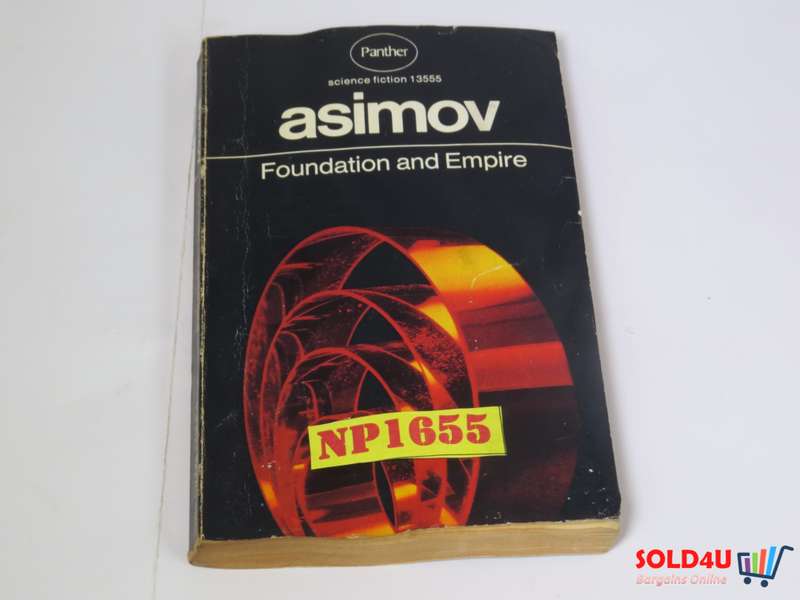 Panther
science fiction 13555
asimov
Foundation and Empire
NP1655
SOLD4U
Bargains Online